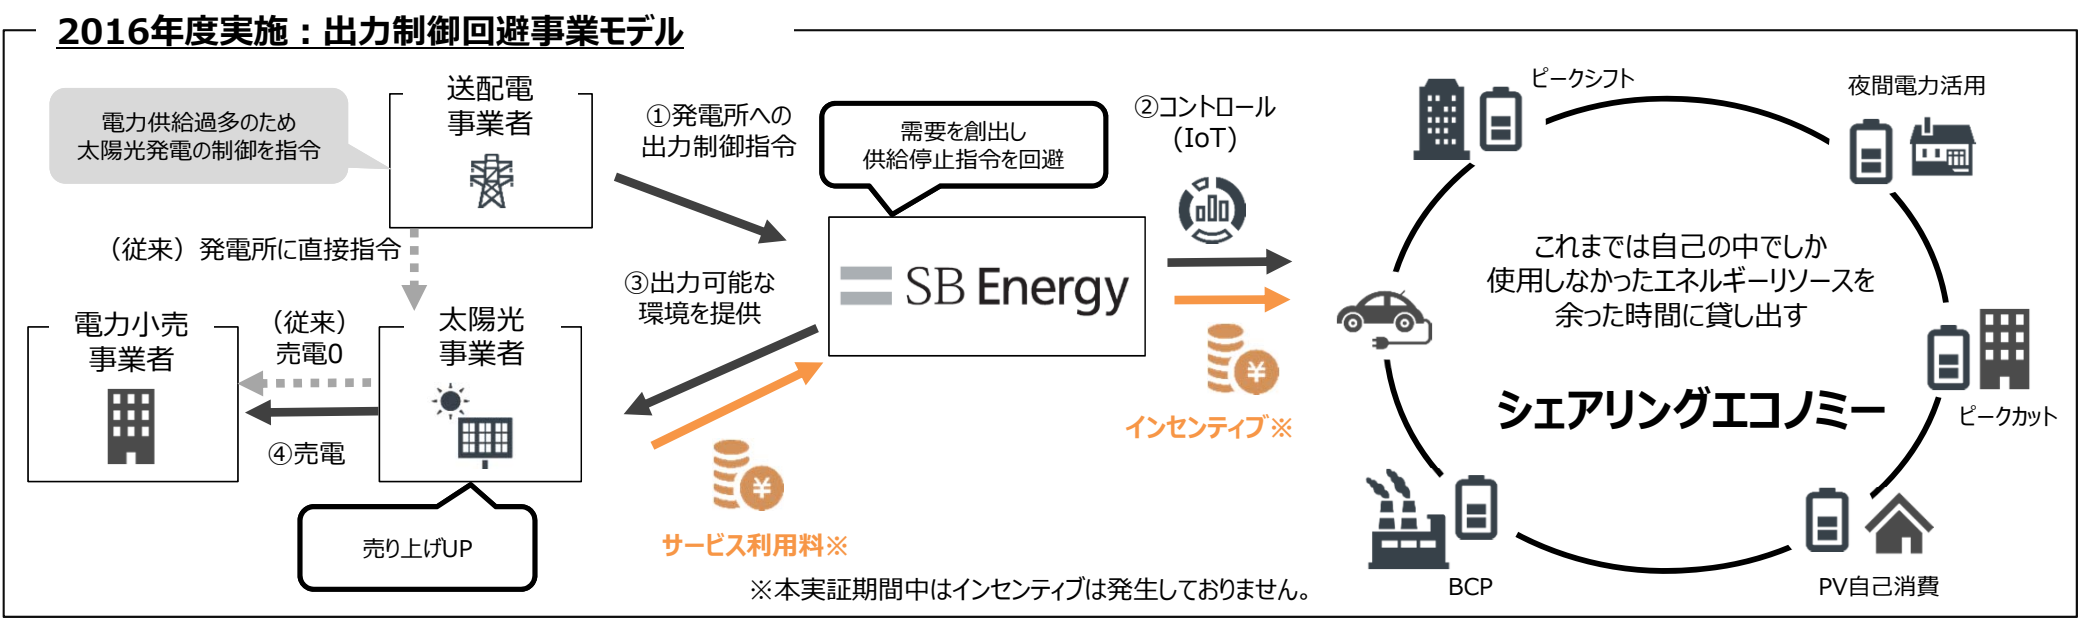 2016年度実施：出力制御回避事業モデル
電力供給過多のため
太陽光発電の制御を指令
送配電
事業者
①発電所への
出力制御指令
需要を創出し
供給停止指令を回避
②コントロール
(IoT)
（従来）発電所に直接指令
③出力可能な
環境を提供
SB Energy
電力小売
事業者
（従来）
売電0
太陽光
事業者
④売電
売り上げUP
サービス利用料※
インセンティブ※
※本実証期間中はインセンティブは発生しておりません。
ピークシフト
夜間電力活用
これまでは自己の中でしか
使用しなかったエネルギーリソースを
余った時間に貸し出す
シェアリングエコノミー
ピークカット
BCP
PV自己消費